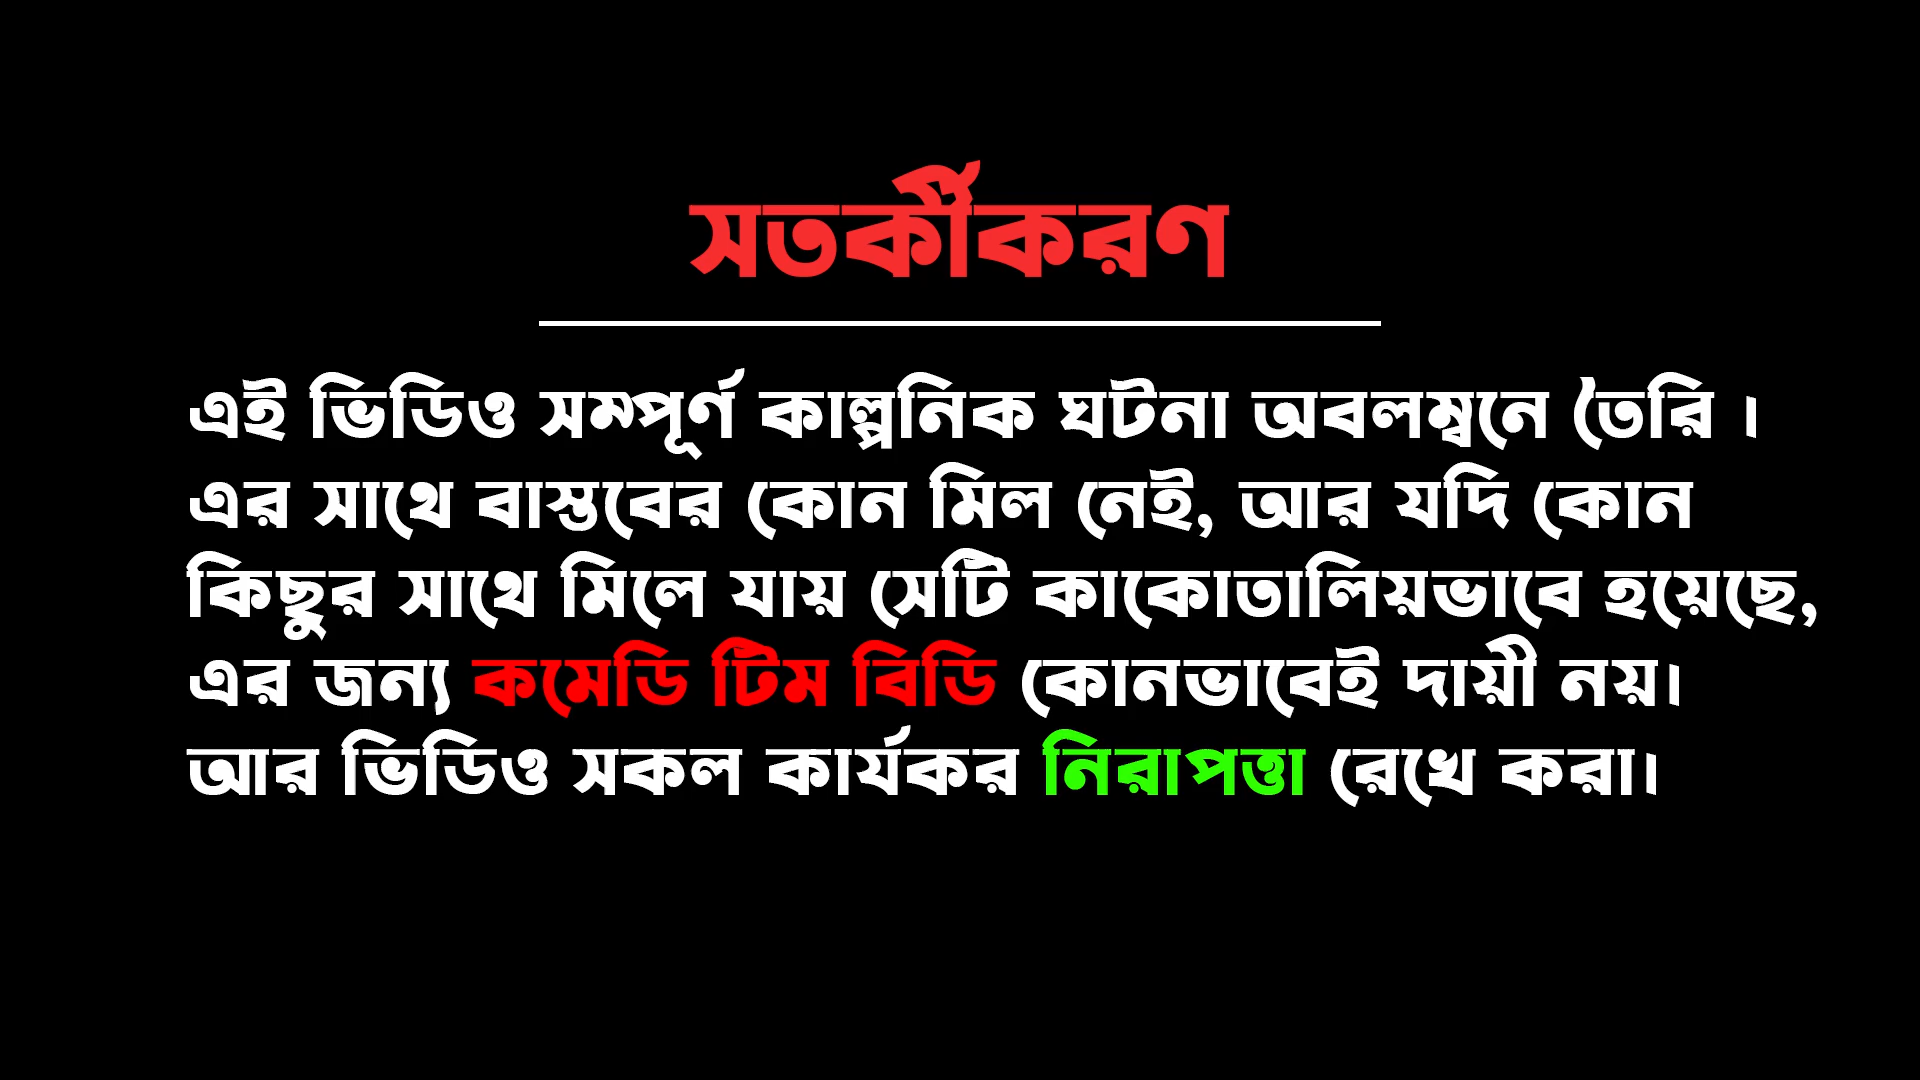 সতর্কীকরণ
এই ভিডিও সম্পূর্ণ কাল্পনিক ঘটনা অবলম্বনে তৈরি ।
এর সাথে বাস্তবের কোন মিল নেই, আর যদি কোন
কিছুর সাথে মিলে যায় সেটি কাকোতালিয়ভাবে হয়েছে,
এর জন্য কমেডি টিম বিডি কোনভাবেই দায়ী নয়।
আর ভিডিও সকল কার্যকর নিরাপত্তা রেখে করা।